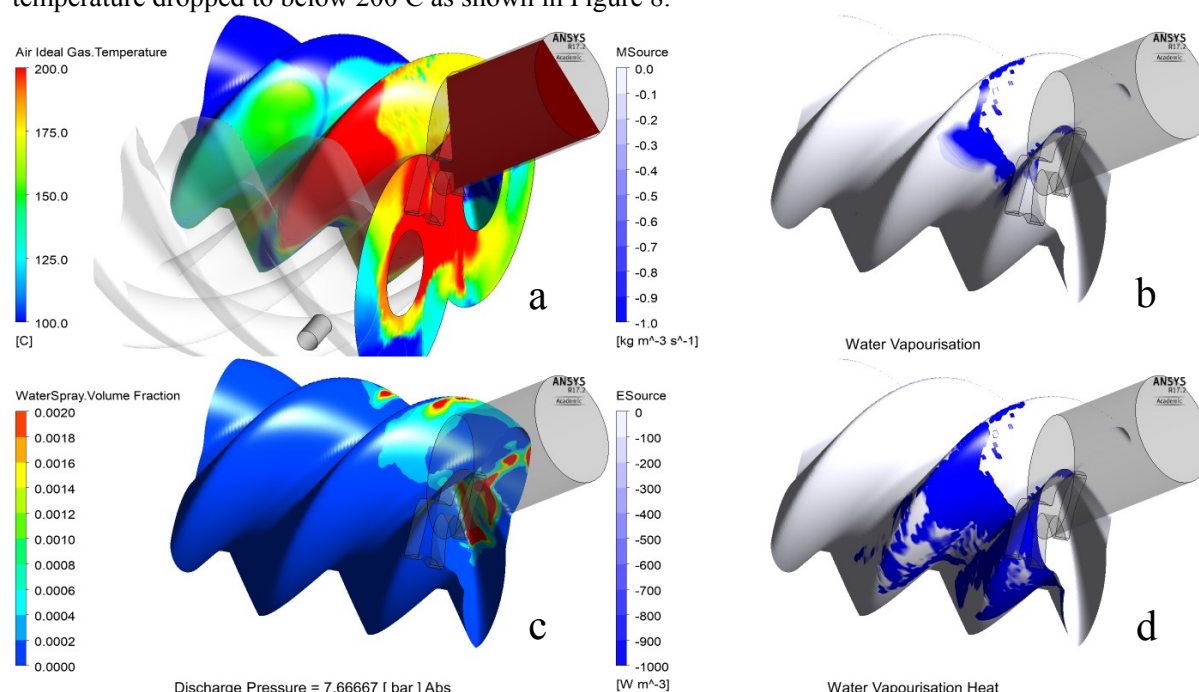 temperature dropped to below 200 C as shown in Figure 8.
Air Ideal Gas.Temperature
200.0
175.0
150.0
125.0
100.0
[C]
ANSYS
R17.2
Academic
a
MSource
0.0
-0.1
-0.2
-0.3
-0.4
-0.5
-0.6
-0.7
-0.8
-0.9
-1.0
[kg m^-3 s^-1]
ANSYS
R17.2
Academic
b
Water Vapourisation
WaterSpray.Volume Fraction
0.0020
0.0018
0.0016
0.0014
0.0012
0.0010
0.0008
0.0006
0.0004
0.0002
0.0000
ANSYS
R17.2
Academic
c
Discharge Pressure = 7.66667 [ bar ] Abs
ESource
0
-100
-200
-300
-400
-500
-600
-700
-800
-900
-1000
[W m^-3]
ANSYS
R17.2
Academic
d
Water Vapourisation Heat